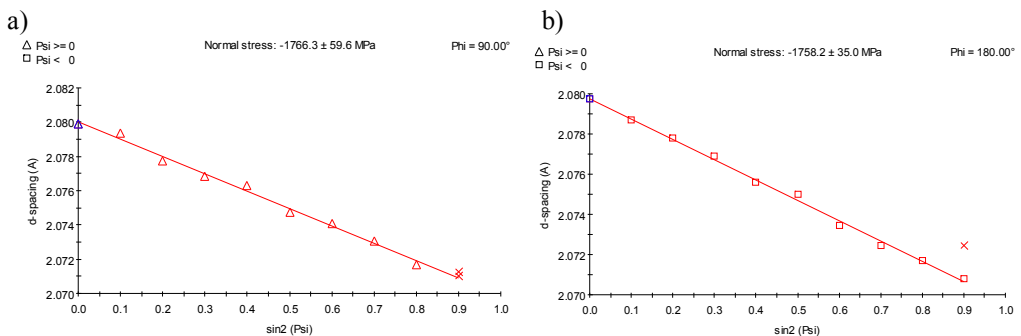 a)
△ Psi >= 0
□ Psi < 0
Normal stress: -1766.3 ± 59.6 MPa
Phi = 90.00°
2.082
2.080
2.078
2.076
2.074
2.072
2.070
d-spacing (A)
0.0 0.1 0.2 0.3 0.4 0.5 0.6 0.7 0.8 0.9 1.0
sin2 (Psi)
b)
△ Psi >= 0
□ Psi < 0
Normal stress: -1758.2 ± 35.0 MPa
Phi = 180.00°
2.080
2.078
2.076
2.074
2.072
2.070
d-spacing (A)
0.0 0.1 0.2 0.3 0.4 0.5 0.6 0.7 0.8 0.9 1.0
sin2 (Psi)